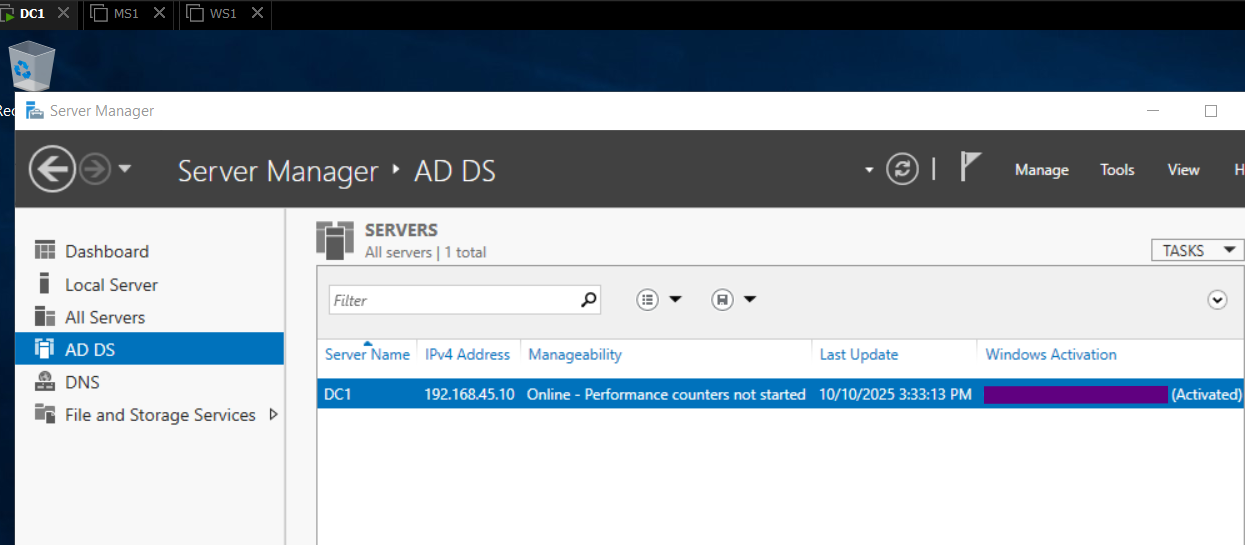 DC1 MS1 WS1
Rec
Server Manager
Server Manager AD DS
Manage Tools View H
Dashboard
Local Server
All Servers
AD DS
DNS
File and Storage Services
SERVERS
All servers | 1 total
TASKS
Filter
Server Name IPv4 Address Manageability Last Update Windows Activation
DC1 192.168.45.10 Online - Performance counters not started 10/10/2025 3:33:13 PM (Activated)